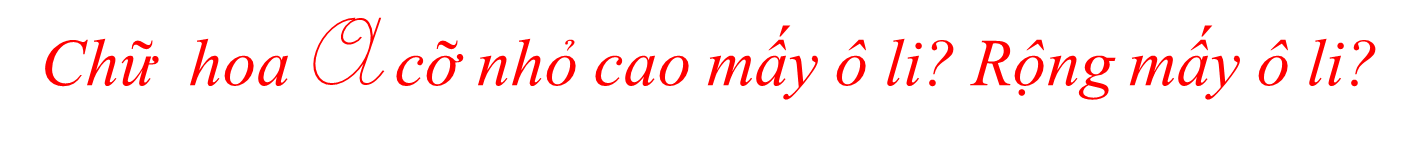 Chữ hoa A cỡ nhỏ cao mấy ô li? Rộng mấy ô li?